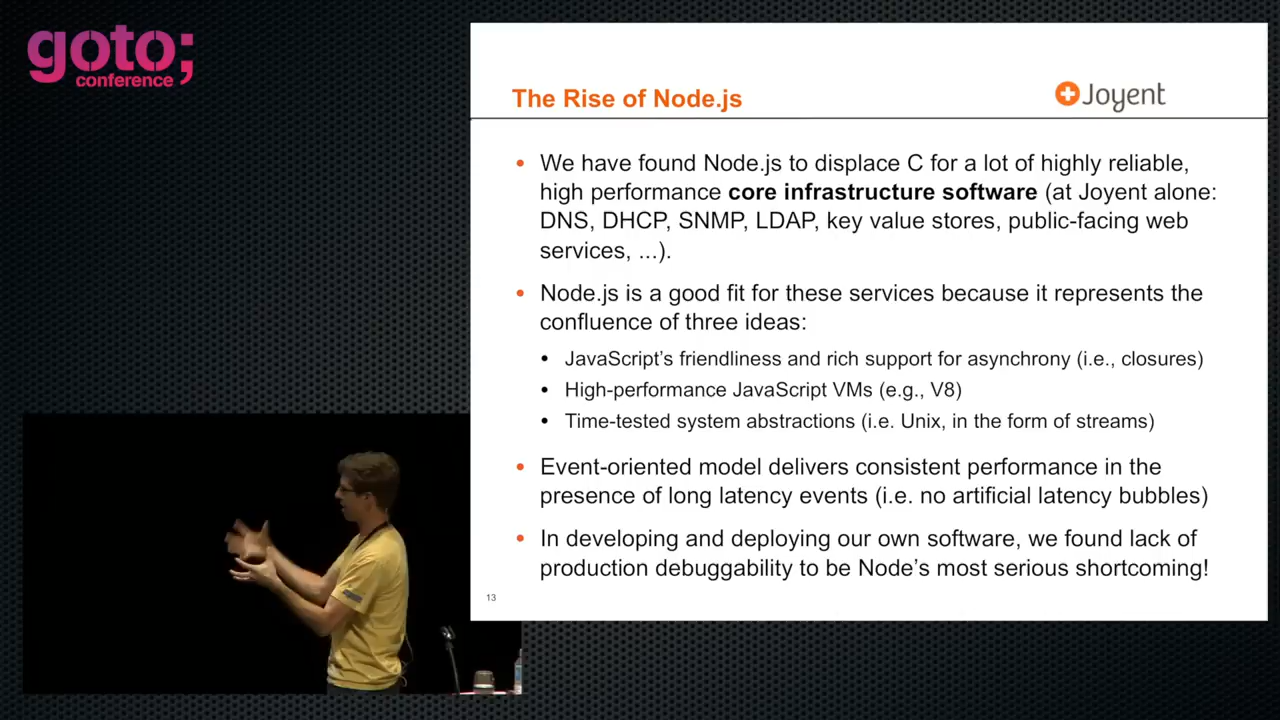 goto;
conference
The Rise of Node.js
Joyent
• We have found Node.js to displace C for a lot of highly reliable,
high performance core infrastructure software (at Joyent alone:
DNS, DHCP, SNMP, LDAP, key value stores, public-facing web
services, ...).
• Node.js is a good fit for these services because it represents the
confluence of three ideas:
• JavaScript's friendliness and rich support for asynchrony (i.e., closures)
• High-performance JavaScript VMs (e.g., V8)
• Time-tested system abstractions (i.e. Unix, in the form of streams)
• Event-oriented model delivers consistent performance in the
presence of long latency events (i.e. no artificial latency bubbles)
• In developing and deploying our own software, we found lack of
production debuggability to be Node's most serious shortcoming!
13